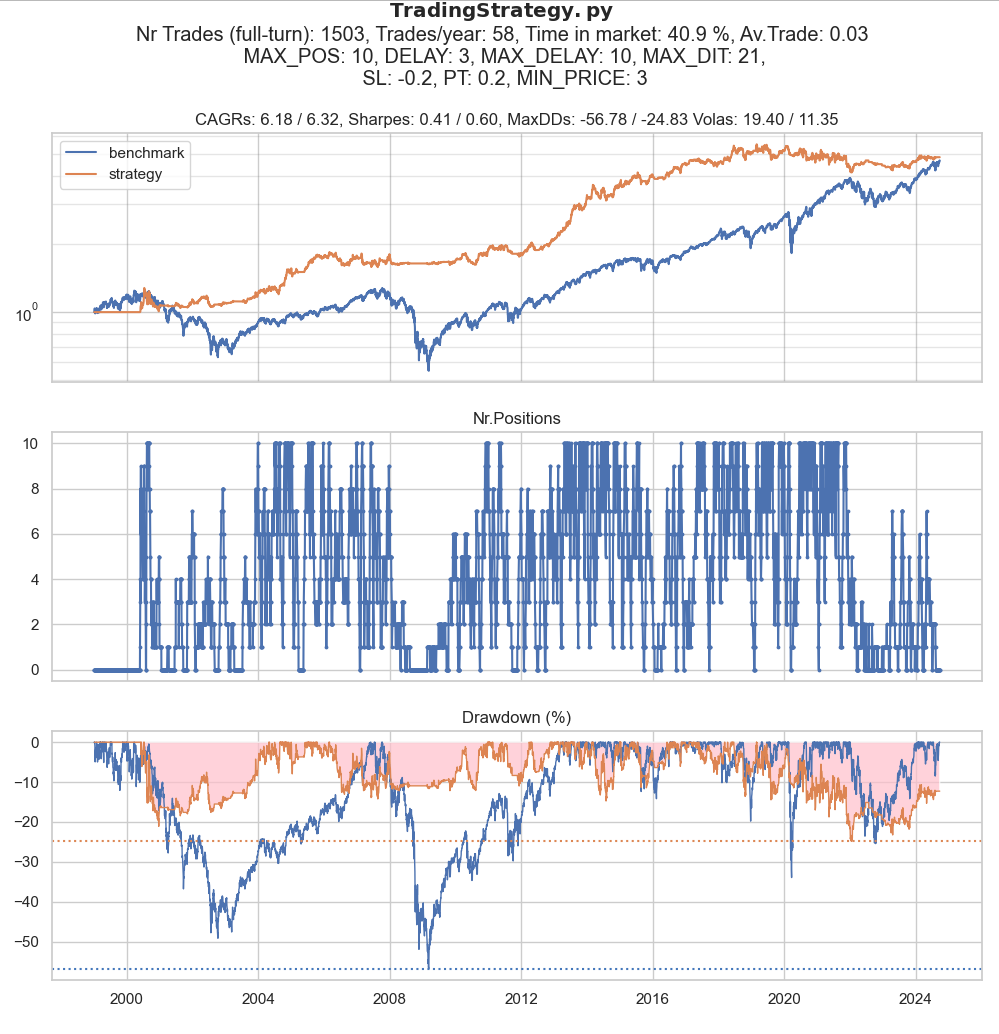 TradingStrategy.py
Nr Trades (full-turn): 1503, Trades/year: 58, Time in market: 40.9 %, Av.Trade: 0.03
MAX_POS: 10, DELAY: 3, MAX_DELAY: 10, MAX_DIT: 21,
SL: -0.2, PT: 0.2, MIN_PRICE: 3
CAGRs: 6.18 / 6.32, Sharpes: 0.41 / 0.60, MaxDDs: -56.78 / -24.83 Volas: 19.40 / 11.35
benchmark
strategy
10⁰
Nr.Positions
10
8
6
4
2
0
Drawdown (%)
0
−10
−20
−30
−40
−50
2000 2004 2008 2012 2016 2020 2024